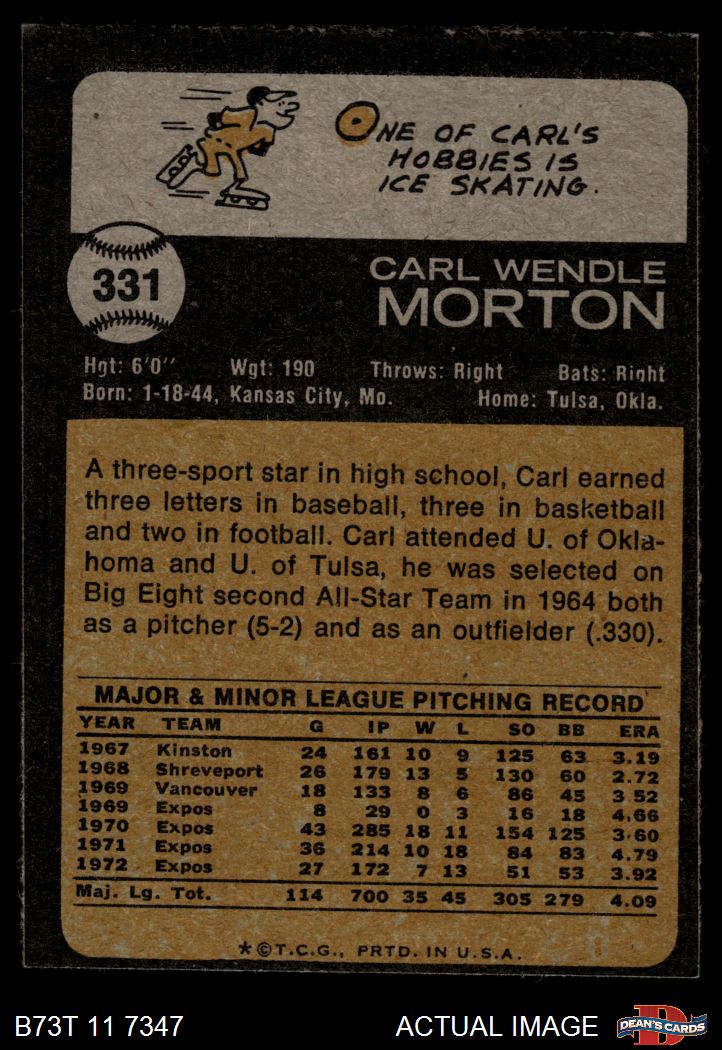 ONE OF CARL'S
HOBBIES IS
ICE SKATING.
331
CARL WENDLE
MORTON
Hgt: 6'0" Wgt: 190 Throws: Right Bats: Right
Born: 1-18-44, Kansas City, Mo. Home: Tulsa, Okla.
A three-sport star in high school, Carl earned
three letters in baseball, three in basketball
and two in football. Carl attended U. of Okla-
homa and U. of Tulsa, he was selected on
Big Eight second All-Star Team in 1964 both
as a pitcher (5-2) and as an outfielder (.330).
MAJOR & MINOR LEAGUE PITCHING RECORD
YEAR TEAM G IP W L SO BB ERA
1967 Kinston 24 161 10 9 125 63 3.19
1968 Shreveport 26 179 13 5 130 60 2.72
1969 Vancouver 18 133 8 6 86 45 3.52
1969 Expos 8 29 0 3 16 18 4.66
1970 Expos 43 285 18 11 154 125 3.60
1971 Expos 36 214 10 18 84 83 4.79
1972 Expos 27 172 7 13 51 53 3.92
Maj. Lg. Tot. 114 700 35 45 305 279 4.09
*©T.C.G., PRTD. IN U.S.A.
B73T 11 7347 ACTUAL IMAGE DEAN'S CARDS